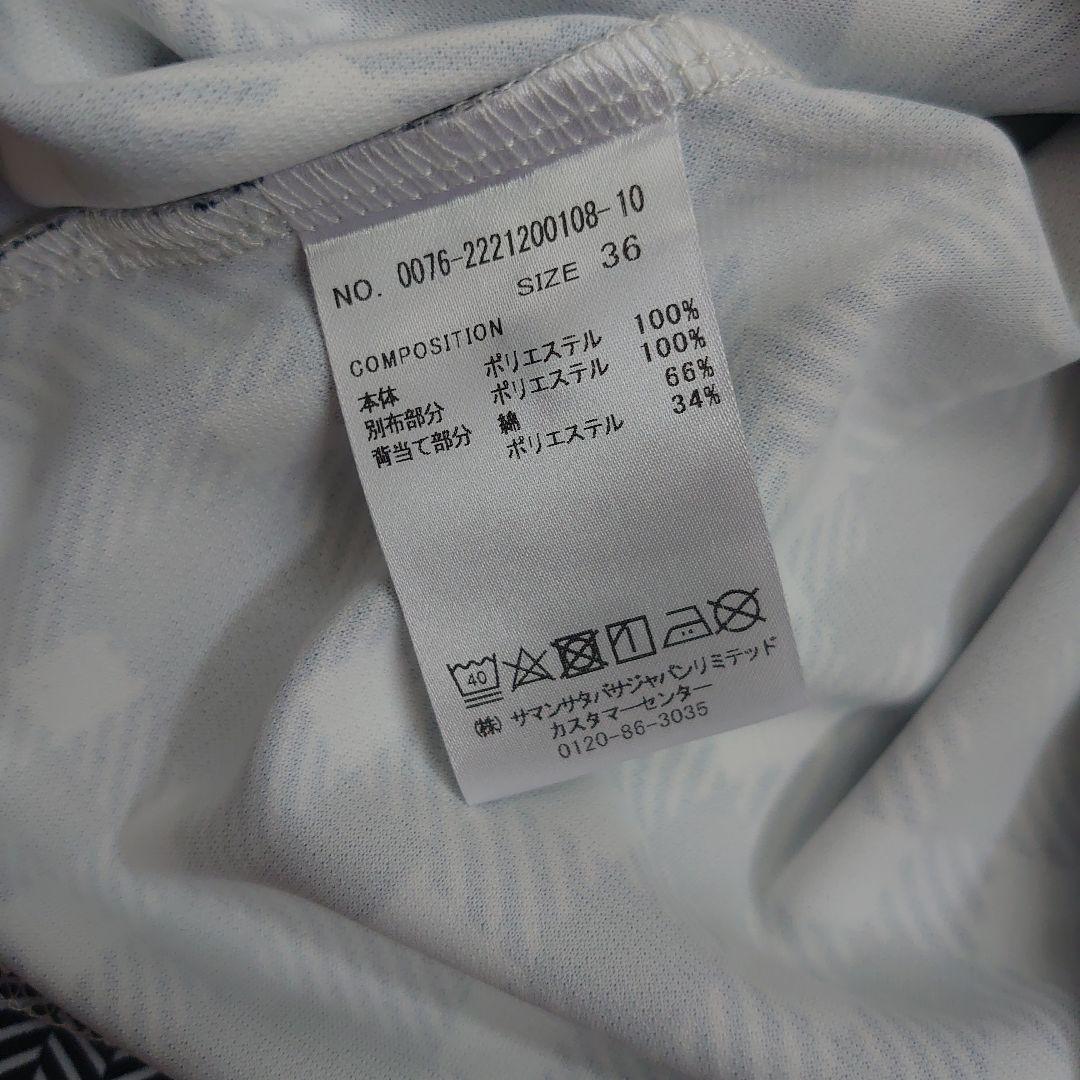 NO. 0076-2221200108-10
SIZE 36
COMPOSITION
本体 ポリエステル 100%
別布部分 ポリエステル 100%
背当て部分 綿 66%
ポリエステル 34%
40
(株) サマンサタバサジャパンリミテッド
カスタマーセンター
0120-86-3035